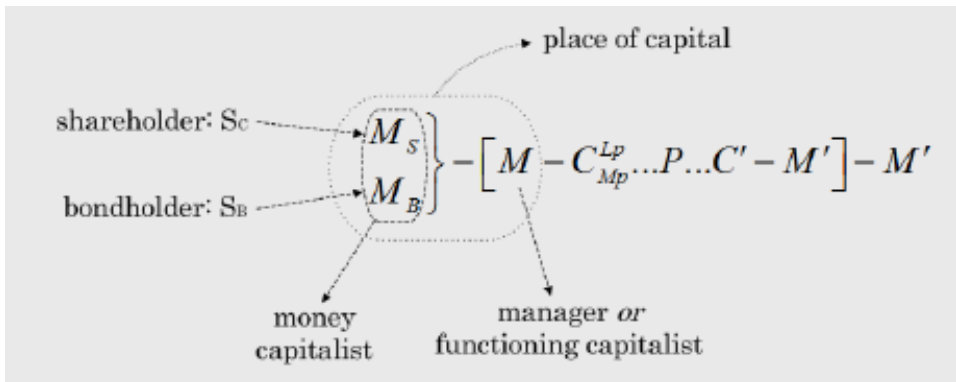 place of capital
shareholder: Sc
M_S
} – [ M – C^{Lp}_{Mp}...P...C' – M' ] – M'
bondholder: SB
M_B
money
capitalist
manager or
functioning capitalist